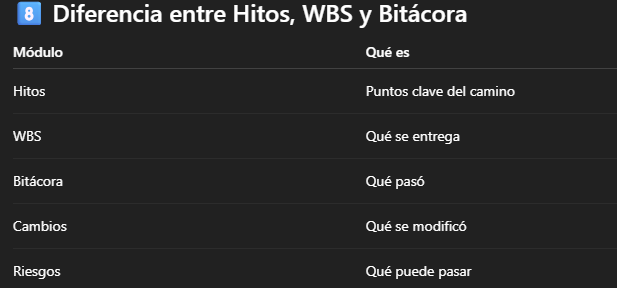 8 Diferencia entre Hitos, WBS y Bitácora
Módulo Qué es
Hitos Puntos clave del camino
WBS Qué se entrega
Bitácora Qué pasó
Cambios Qué se modificó
Riesgos Qué puede pasar